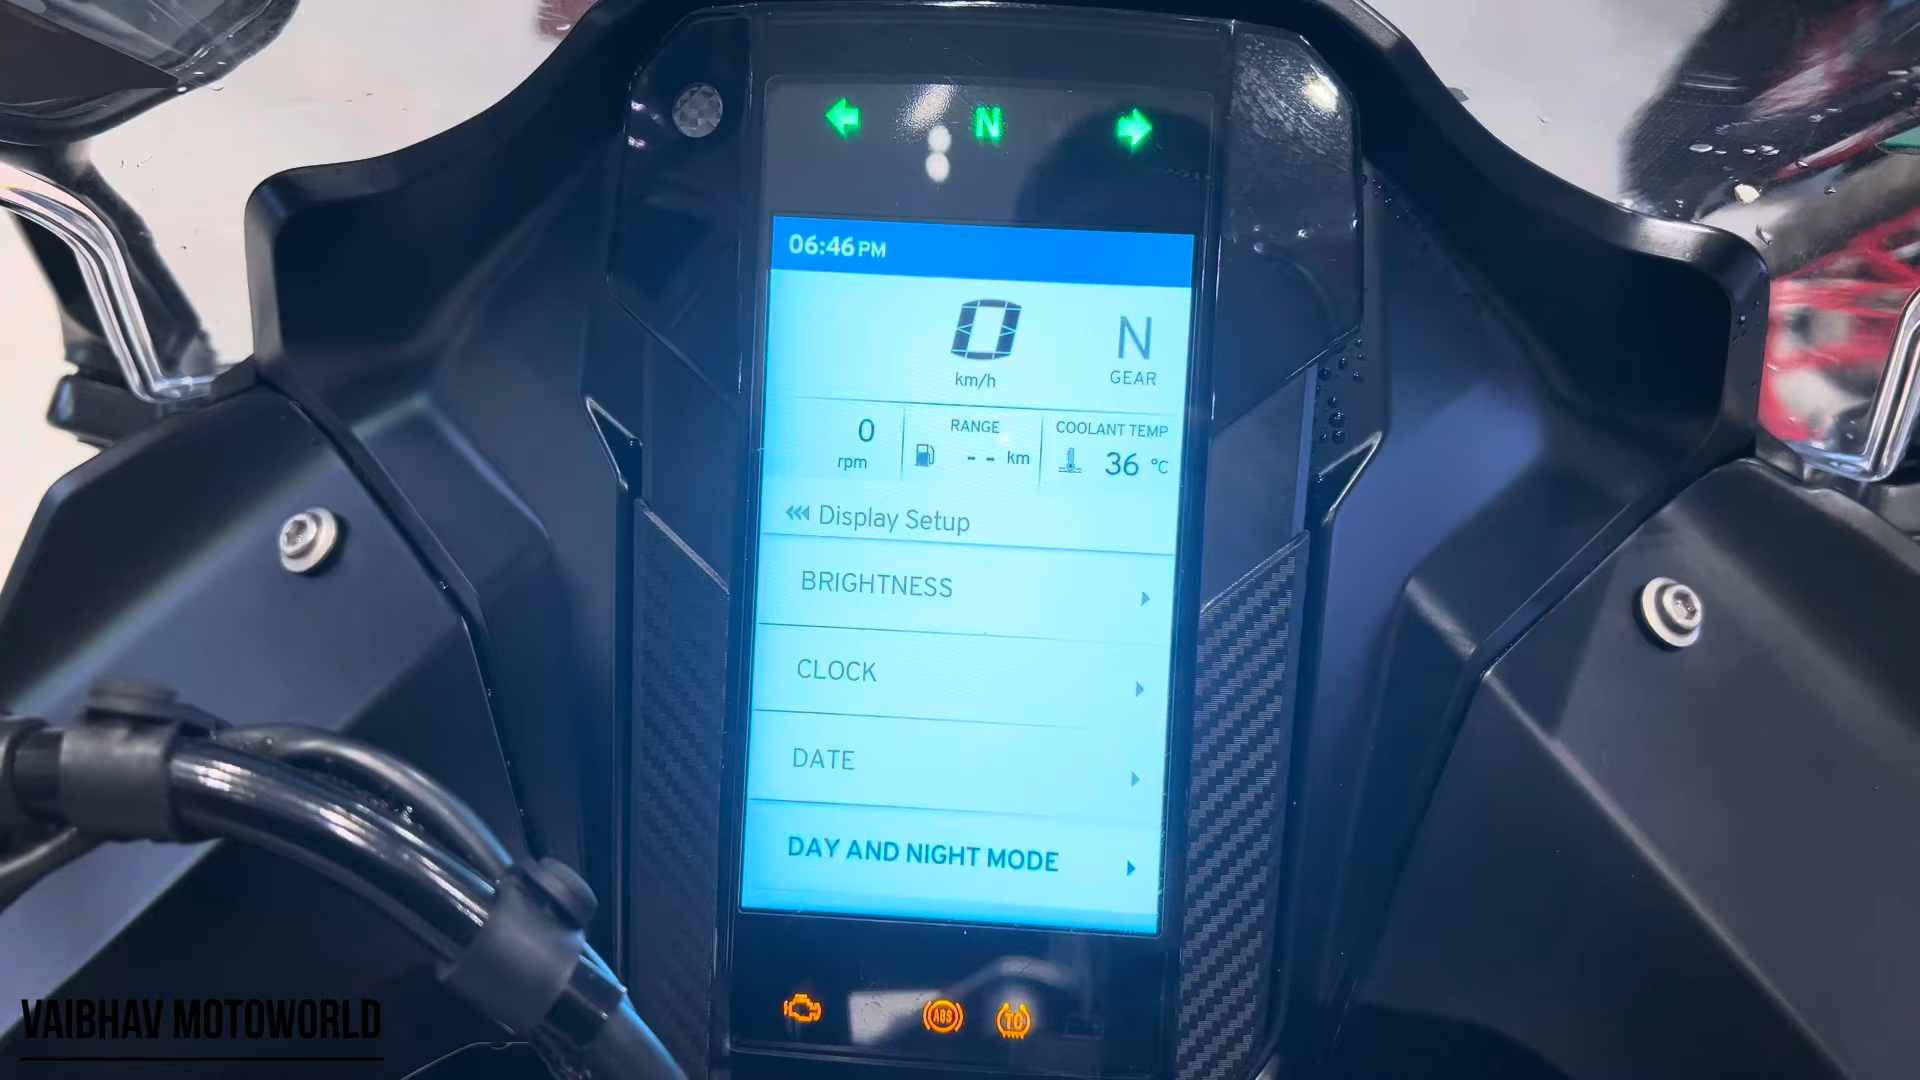 N
06:46 PM
0
km/h
N
GEAR
0
rpm
RANGE
-- km
COOLANT TEMP
36 °C
Display Setup
BRIGHTNESS
CLOCK
DATE
DAY AND NIGHT MODE
ABS
TC
VAIBHAV MOTOWORLD